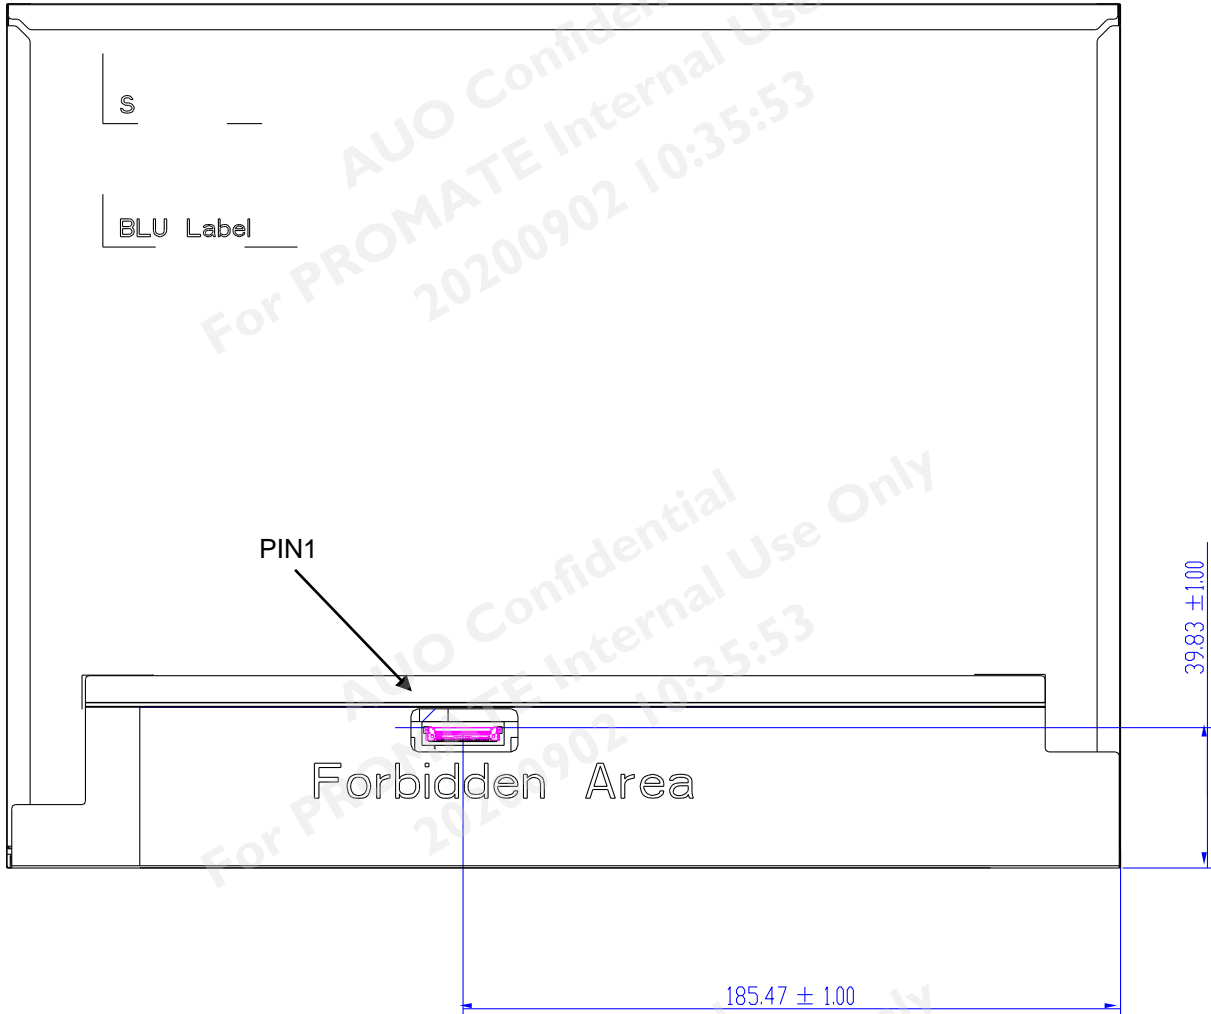 AUO Confidential
For PROMATE Internal Use Only
20200902 10:35:53
S
BLU Label
PIN1
AUO Confidential
For PROMATE Internal Use Only
20200902 10:35:53
39.83 ±1.00
Forbidden Area
185.47 ± 1.00